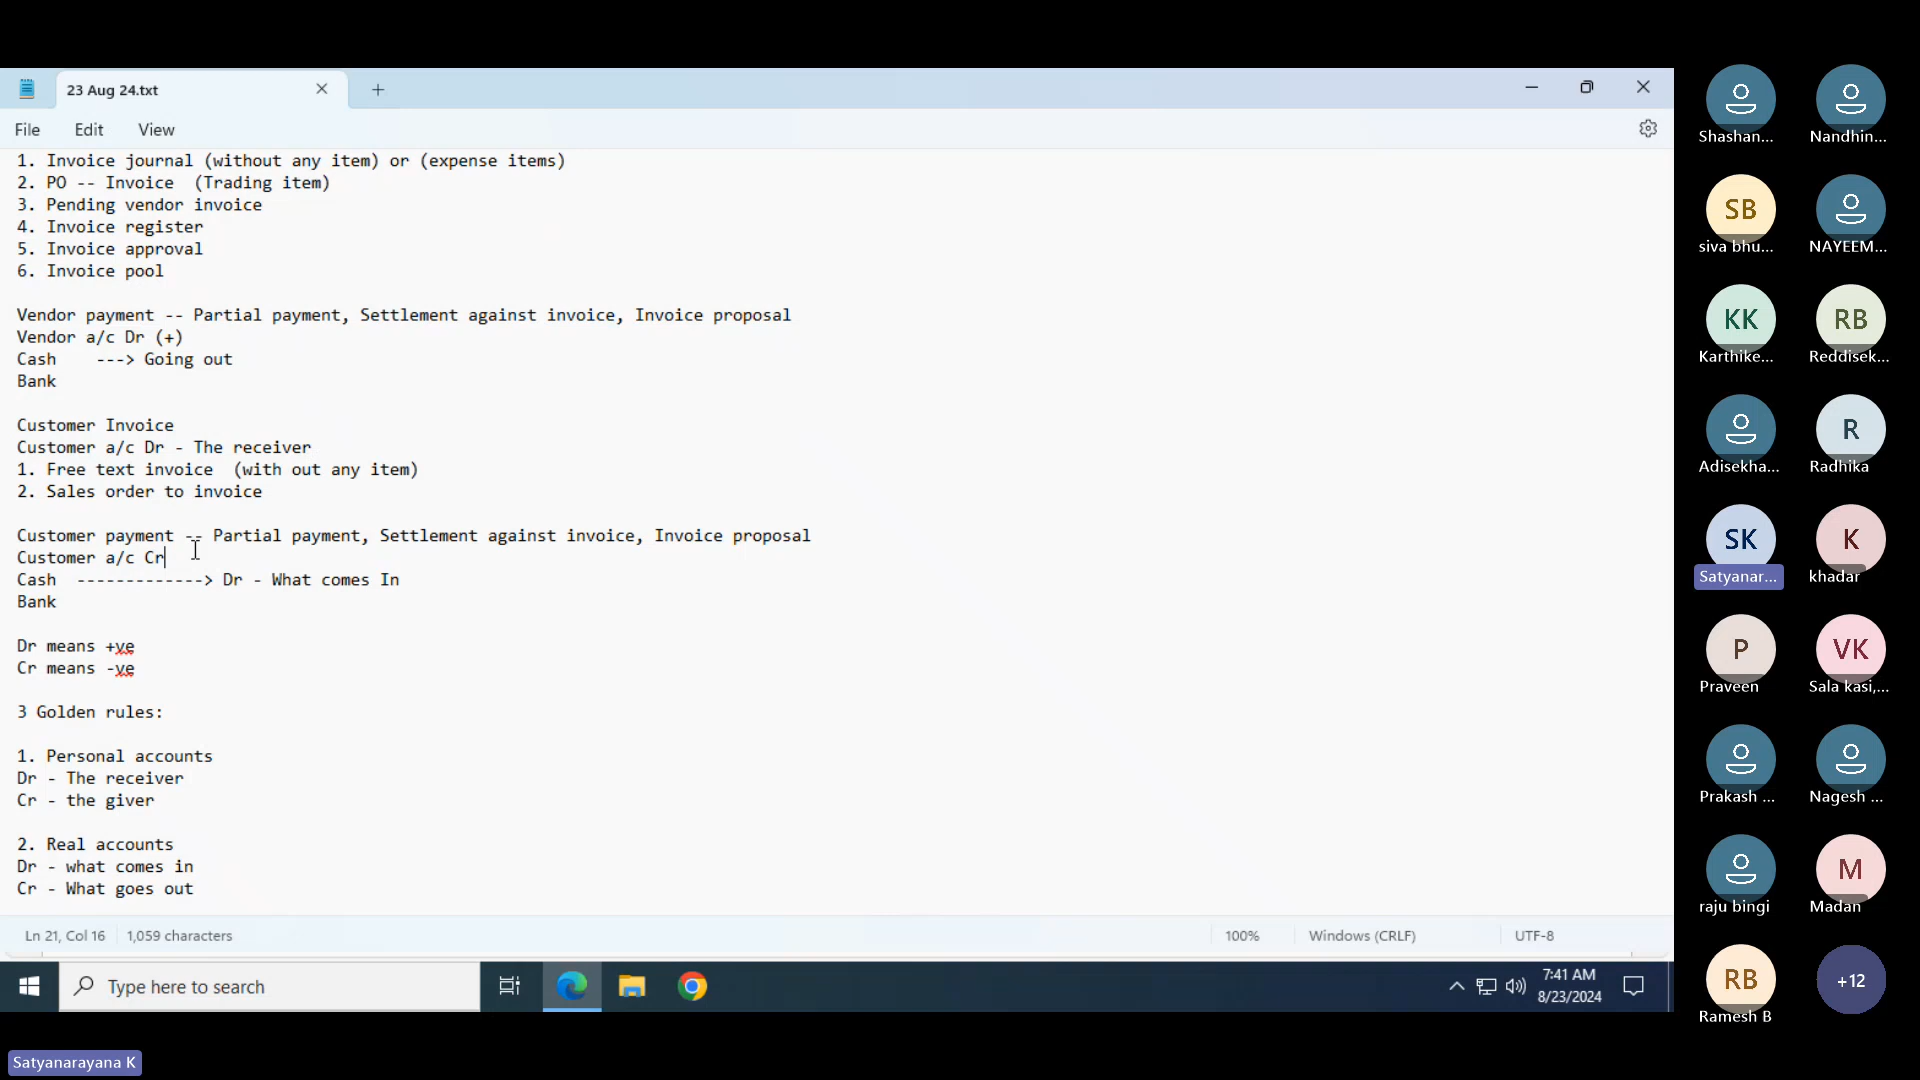 23 Aug 24.txt
File Edit View
1. Invoice journal (without any item) or (expense items)
2. PO -- Invoice  (Trading item)
3. Pending vendor invoice
4. Invoice register
5. Invoice approval
6. Invoice pool
Vendor payment -- Partial payment, Settlement against invoice, Invoice proposal
Vendor a/c Dr (+)
Cash    ---> Going out
Bank
Customer Invoice
Customer a/c Dr - The receiver
1. Free text invoice  (with out any item)
2. Sales order to invoice
Customer payment -- Partial payment, Settlement against invoice, Invoice proposal
Customer a/c Cr
Cash  -------------> Dr - What comes In
Bank
Dr means +ve
Cr means -ve
3 Golden rules:
1. Personal accounts
Dr - The receiver
Cr - the giver
2. Real accounts
Dr - what comes in
Cr - What goes out
Ln 21, Col 16 1,059 characters 100% Windows (CRLF) UTF-8
Type here to search
7:41 AM
8/23/2024
Shashan... Nandhin...
SB
siva bhu... NAYEEM...
KK RB
Karthike... Reddisek...
R
Adisekha... Radhika
SK K
Satyanar... khadar
P VK
Praveen Sala kasi,...
Prakash ... Nagesh ...
M
raju bingi Madan
RB +12
Ramesh B
Satyanarayana K